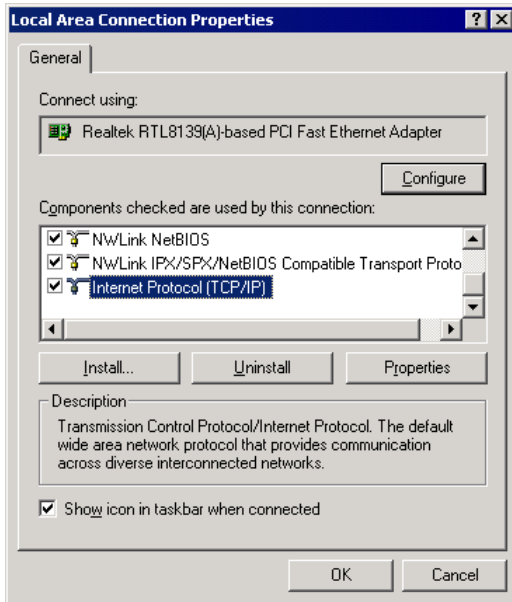 Local Area Connection Properties
General
Connect using:
Realtek RTL8139(A)-based PCI Fast Ethernet Adapter
Configure
Components checked are used by this connection:
NWLink NetBIOS
NWLink IPX/SPX/NetBIOS Compatible Transport Proto
Internet Protocol (TCP/IP)
Install... Uninstall Properties
Description
Transmission Control Protocol/Internet Protocol. The default
wide area network protocol that provides communication
across diverse interconnected networks.
Show icon in taskbar when connected
OK Cancel